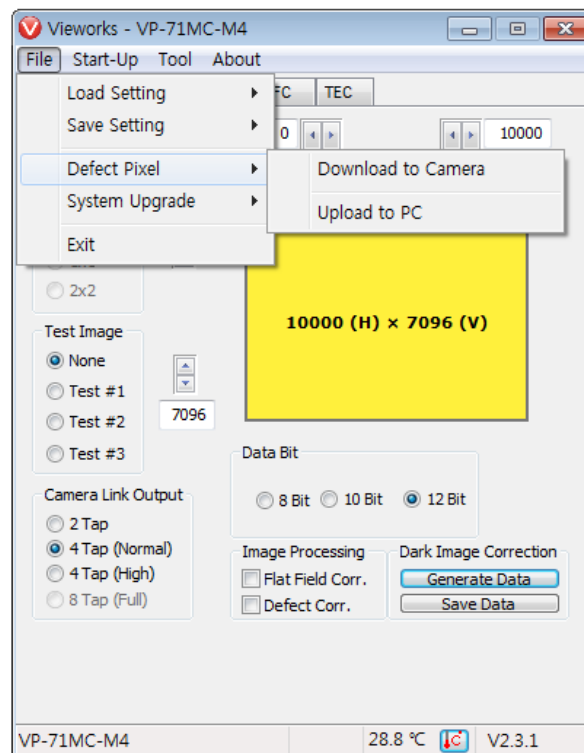 Vieworks - VP-71MC-M4
File Start-Up Tool About
Load Setting
Save Setting
Defect Pixel
System Upgrade
Exit
Download to Camera
Upload to PC
FC TEC
0 10000
2x2
10000 (H) × 7096 (V)
Test Image
None
Test #1
Test #2
Test #3
7096
Data Bit
8 Bit 10 Bit 12 Bit
Camera Link Output
2 Tap
4 Tap (Normal)
4 Tap (High)
8 Tap (Full)
Image Processing
Flat Field Corr.
Defect Corr.
Dark Image Correction
Generate Data
Save Data
VP-71MC-M4 28.8 ℃ V2.3.1